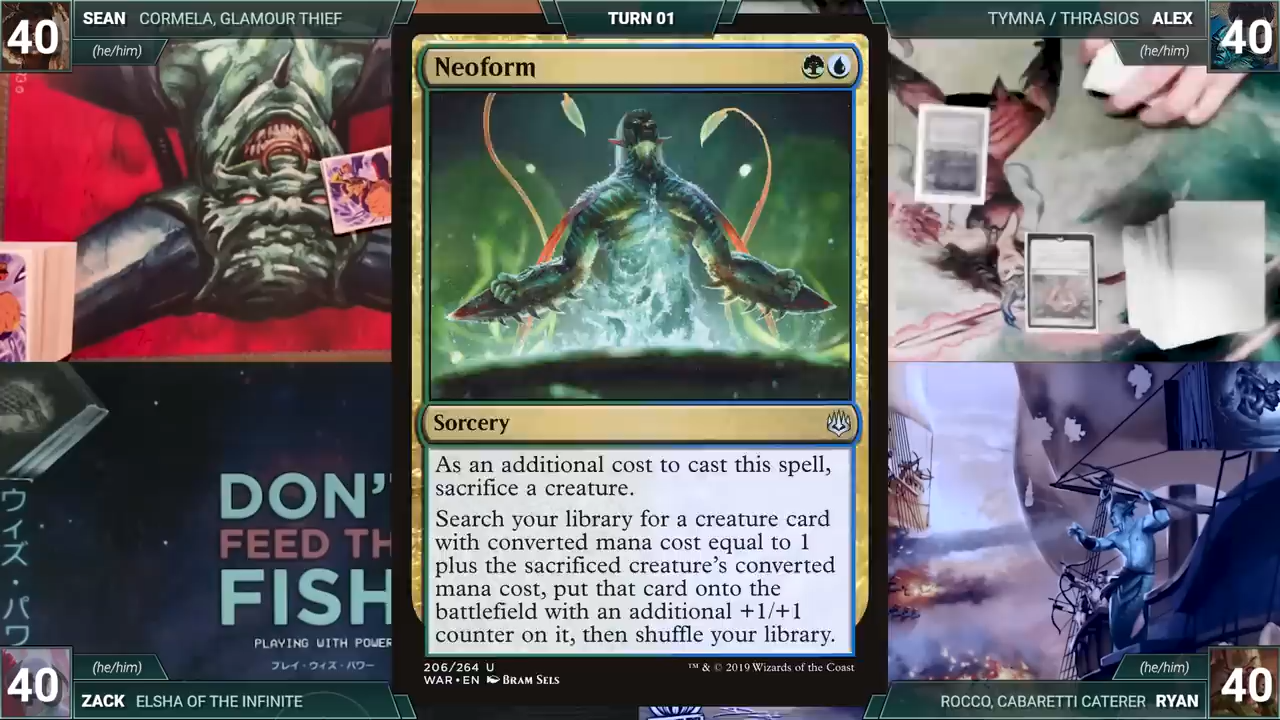 40
SEAN CORMELA, GLAMOUR THIEF
(he/him)
TURN 01
TYMNA / THRASIOS ALEX
(he/him)
40
Neoform
Sorcery
As an additional cost to cast this spell,
sacrifice a creature.
Search your library for a creature card
with converted mana cost equal to 1
plus the sacrificed creature's converted
mana cost, put that card onto the
battlefield with an additional +1/+1
counter on it, then shuffle your library.
206/264 U
WAR • EN BRAM SELS
™ & © 2019 Wizards of the Coast
ウィズ・パワ
DON'
FEED TH
FISH
PLAYING WITH POWER
プレイ・ウィズ・パワー
40
(he/him)
ZACK ELSHA OF THE INFINITE
(he/him)
ROCCO, CABARETTI CATERER RYAN
40